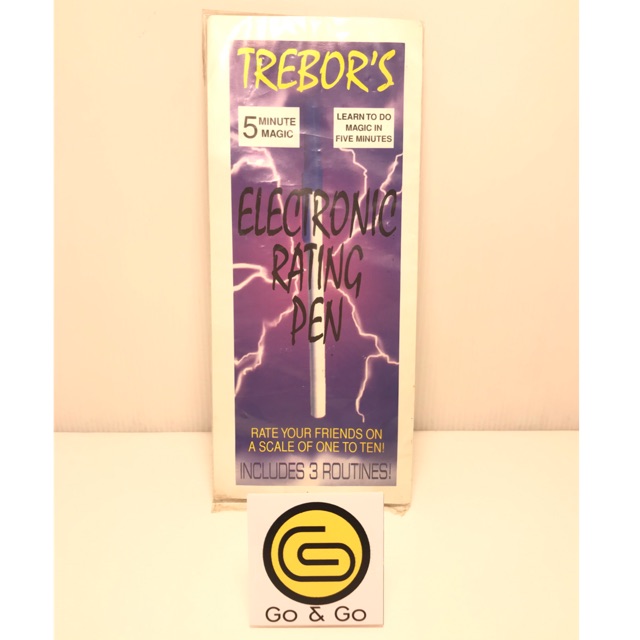 TREBOR'S
5 MINUTE
MAGIC
LEARN TO DO
MAGIC IN
FIVE MINUTES
ELECTRONIC
RATING
PEN
RATE YOUR FRIENDS ON
A SCALE OF ONE TO TEN!
INCLUDES 3 ROUTINES!
Go & Go